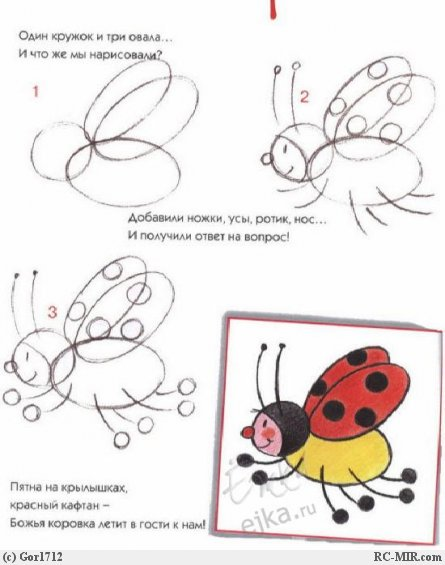 Один кружок и три овала...
И что же мы нарисовали?
1
2
Добавили ножки, усы, ротик, нос...
И получили ответ на вопрос!
3
Пятна на крылышках,
красный кафтан –
Божья коровка летит в гости к нам!
ejka.ru
(c) Gor1712
RC-MIR.com